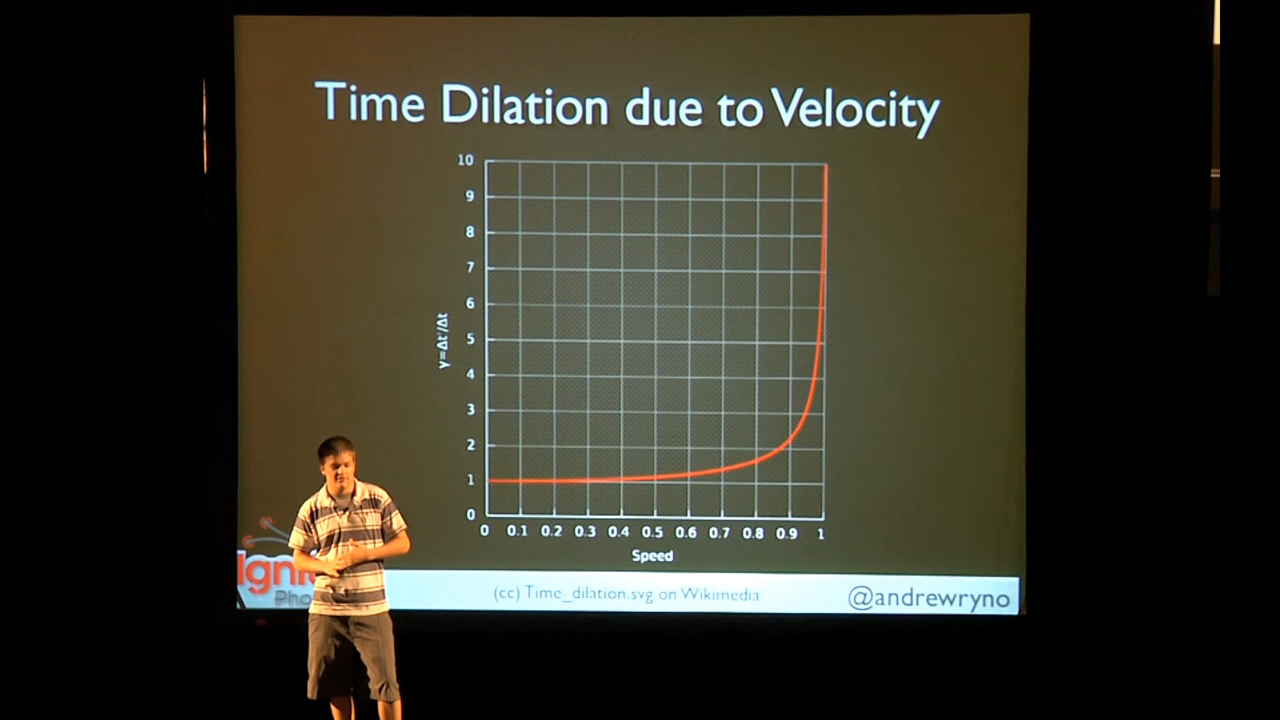 Time Dilation due to Velocity
10
9
8
7
6
5
4
3
2
1
0
γ=Δt'/Δt
0 0.1 0.2 0.3 0.4 0.5 0.6 0.7 0.8 0.9 1
Speed
(cc) Time_dilation.svg on Wikimedia
@andrewryno